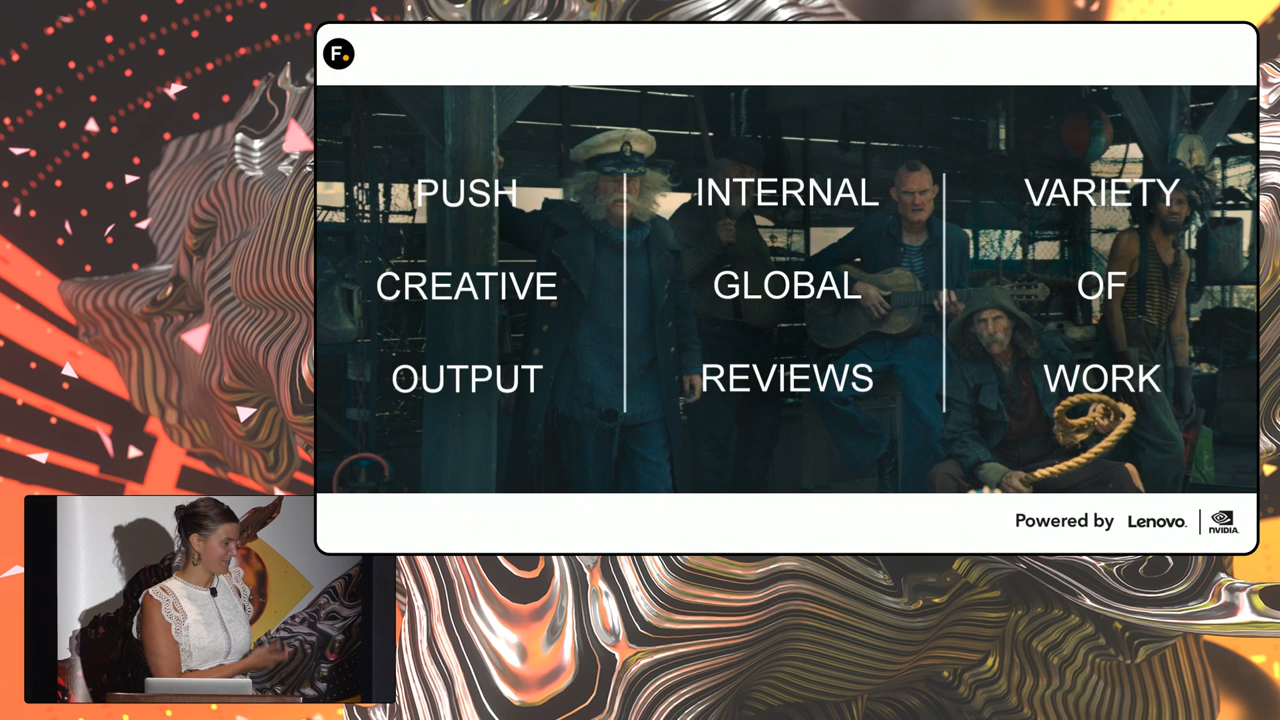 F.
PUSH
CREATIVE
OUTPUT
INTERNAL
GLOBAL
REVIEWS
VARIETY
OF
WORK
Powered by Lenovo. NVIDIA.